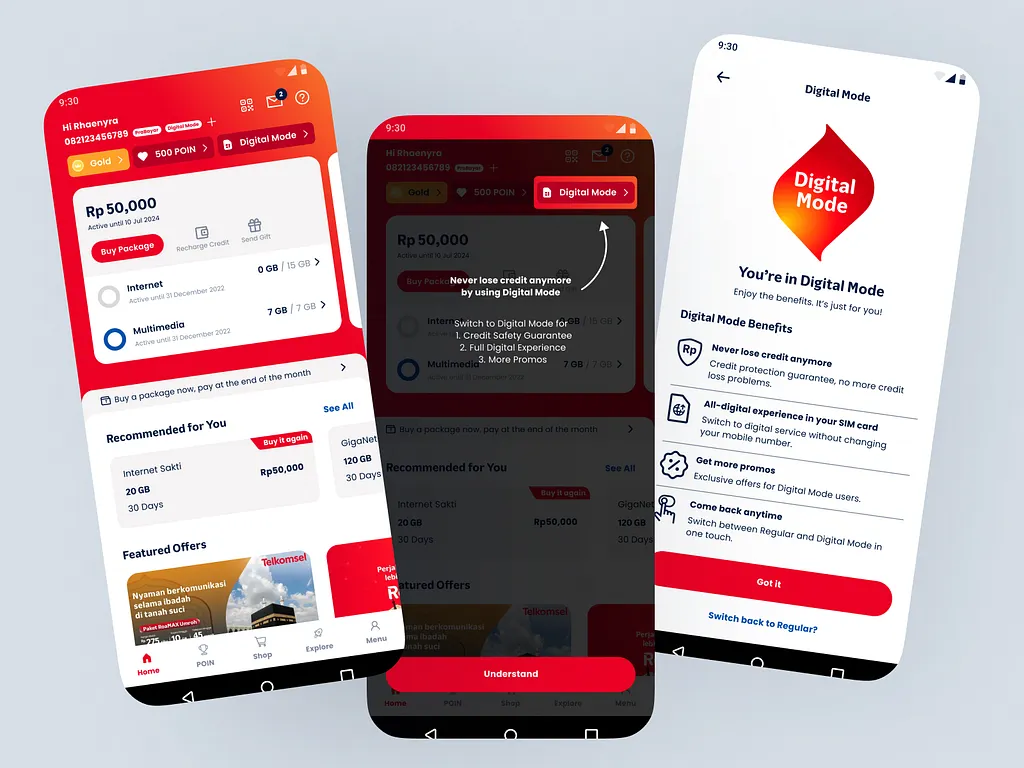 9:30
Hi Rhaenyra
082123456789 PraBayar Digital Mode
2
Gold
500 POIN
Digital Mode
Rp 50,000
Active until 10 Jul 2024
Buy Package
Recharge Credit
Send Gift
Internet
Active until 31 December 2022
0 GB / 15 GB
Multimedia
Active until 31 December 2022
7 GB / 7 GB
Buy a package now, pay at the end of the month
Recommended for You
See All
Buy it again
Internet Sakti
Rp50,000
20 GB
30 Days
GigaNet
120 GB
30 Days
Featured Offers
Telkomsel
Nyaman berkomunikasi
selama ibadah
di tanah suci
Paket RoaMAX Umroh
Rp 275 10 45
Perja
lebi
R
Home
POIN
Shop
Explore
Menu
9:30
Hi Rhaenyra
082123456789 PraBayar
2
Gold
500 POIN
Digital Mode
Rp 50,000
Active until 10 Jul 2024
Buy Package
Never lose credit anymore
by using Digital Mode
Switch to Digital Mode for:
1. Credit Safety Guarantee
2. Full Digital Experience
3. More Promos
Internet
0 GB / 15 GB
Multimedia
Active until 31 December 2022
7 GB / 7 GB
Buy a package now, pay at the end of the month
Recommended for You
See All
Buy it again
Internet Sakti
Rp50,000
20 GB
30 Days
GigaNet
120 GB
30 Days
atured Offers
Telkomsel
an berkomunikasi
selama ibadah
di tanah suci
Perja
lebi
R
Understand
Home
POIN
Shop
Explore
Menu
9:30
Digital Mode
Digital
Mode
You're in Digital Mode
Enjoy the benefits. It's just for you!
Digital Mode Benefits
Rp
Never lose credit anymore
Credit protection guarantee, no more credit
loss problems.
All-digital experience in your SIM card
Switch to digital service without changing
your mobile number.
Get more promos
Exclusive offers for Digital Mode users.
Come back anytime
Switch between Regular and Digital Mode in
one touch.
Got it
Switch back to Regular?